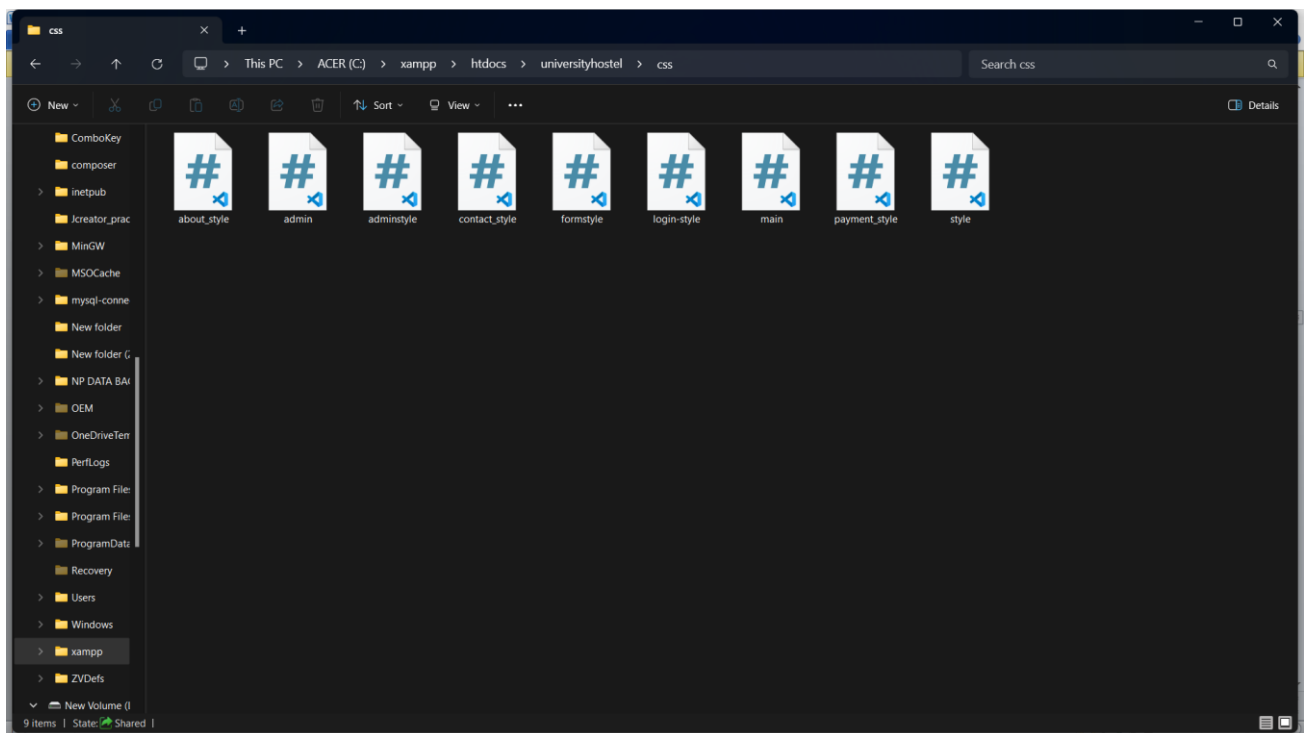 css
This PC > ACER (C:) > xampp > htdocs > universityhostel > css
Search css
New
Sort
View
Details
ComboKey
composer
inetpub
Jcreator_prac
MinGW
MSOCache
mysql-conne
New folder
New folder (2
NP DATA BA
OEM
OneDriveTem
PerfLogs
Program File
Program File
ProgramData
Recovery
Users
Windows
xampp
ZVDefs
New Volume (
about_style
admin
adminstyle
contact_style
formstyle
login-style
main
payment_style
style
9 items | State: Shared |